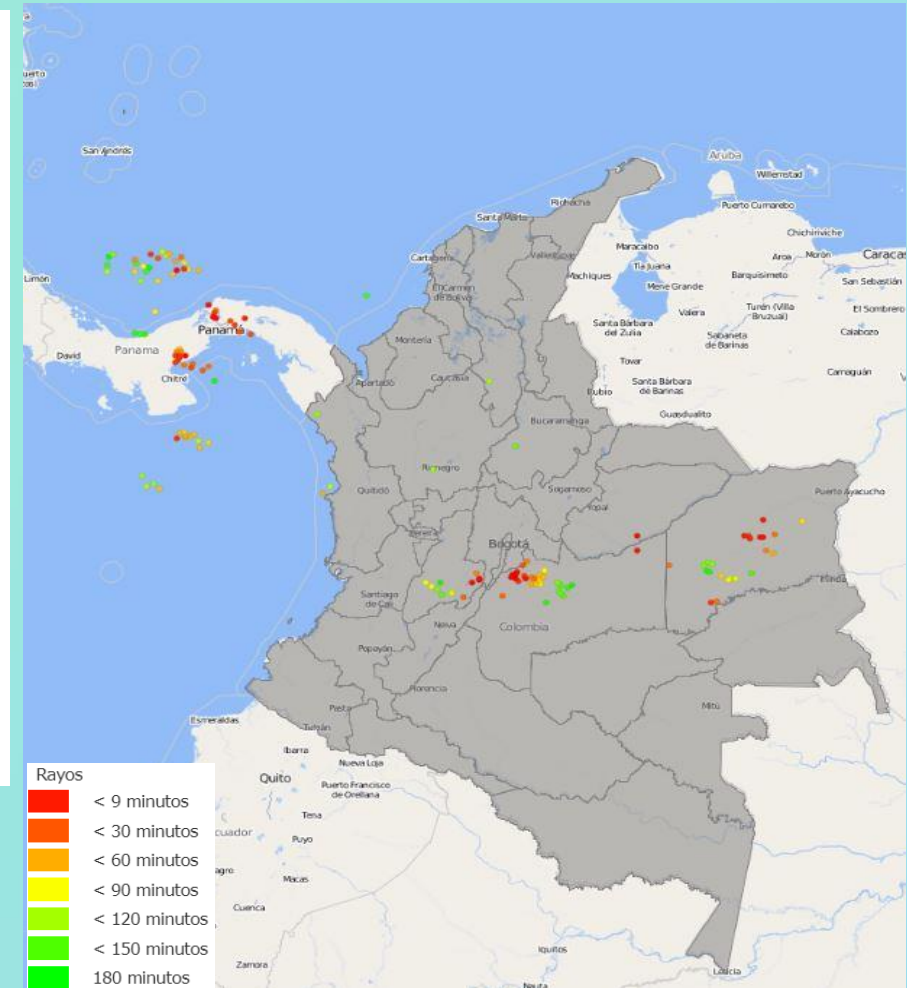 San Andrés
Aruba
Willemstad
Riohacha
Puerto Cumarebo
Santa Marta
Chichiriviche
Maracaibo
Cartagena
Valledupar
Aroa
Morón
Caracas
Tía Juana
Limón
Machiques
Barquisimeto
San Sebastián
El Carmen
de Bolívar
Mene Grande
Valera
Turén (Villa
Bruzual)
El Sombrero
Panamá
Santa Bárbara
del Zulia
Sabaneta
de Barinas
Calabozo
Montería
David
Panama
Tovar
Camaguán
Chitré
Apartadó
Caucasia
Rubio
Santa Bárbara
de Barinas
Guasdualito
Bucaramanga
Rionegro
Quibdó
Sogamoso
Puerto Ayacucho
Yopal
Pereira
Bogotá
Inírida
Santiago
de Cali
Neiva
Colombia
Popayán
Florencia
Mitú
Pasto
Esmeraldas
Tulcán
Ibarra
Nueva Loja
Quito
Puerto Francisco
de Orellana
Tena
cuador
Puyo
Macas
Cuenca
Iquitos
Zamora
Leticia
Nauta
Rayos
< 9 minutos
< 30 minutos
< 60 minutos
< 90 minutos
< 120 minutos
< 150 minutos
180 minutos